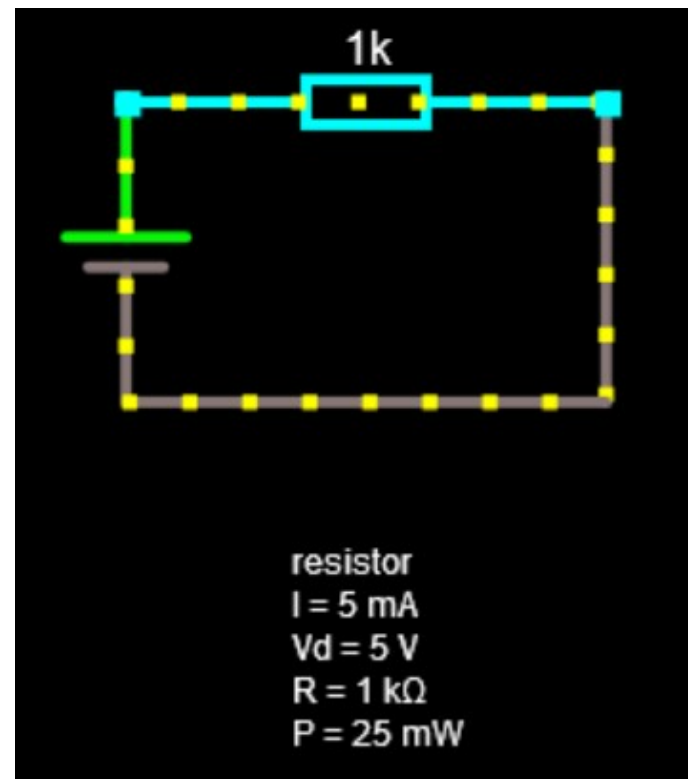 1k
resistor
I = 5 mA
Vd = 5 V
R = 1 kΩ
P = 25 mW